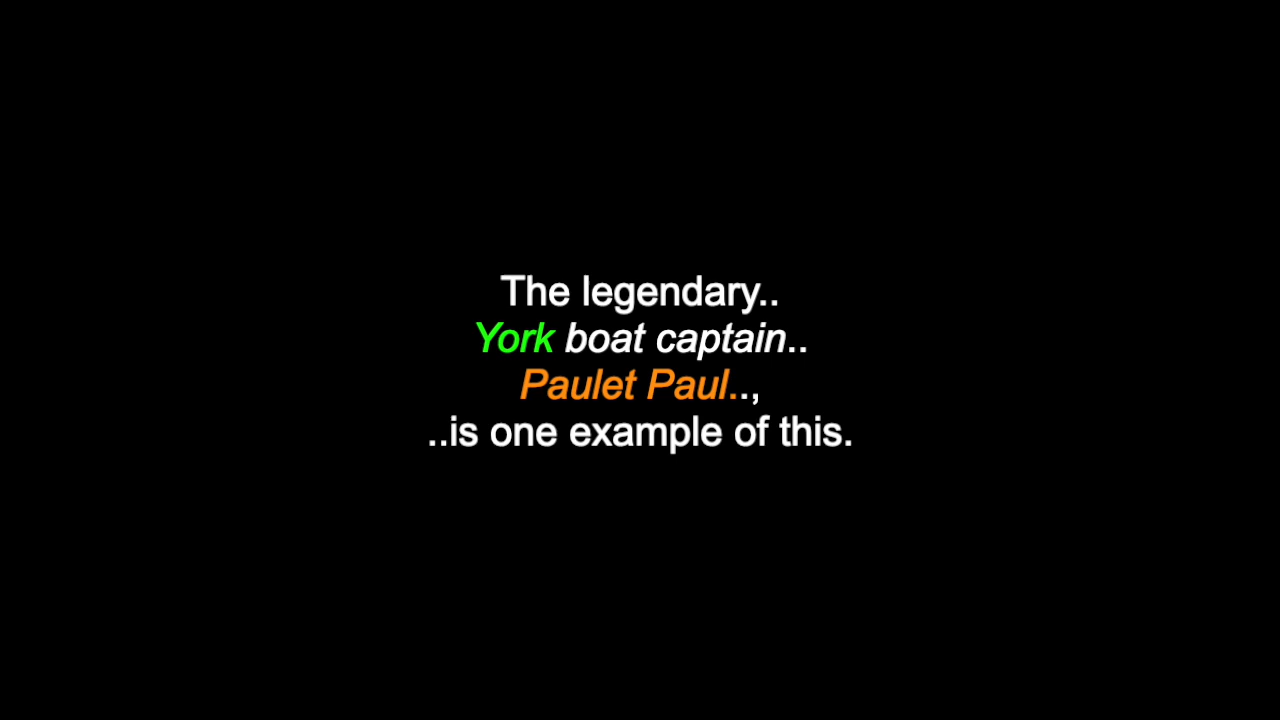 The legendary..
York boat captain..
Paulet Paul..,
..is one example of this.